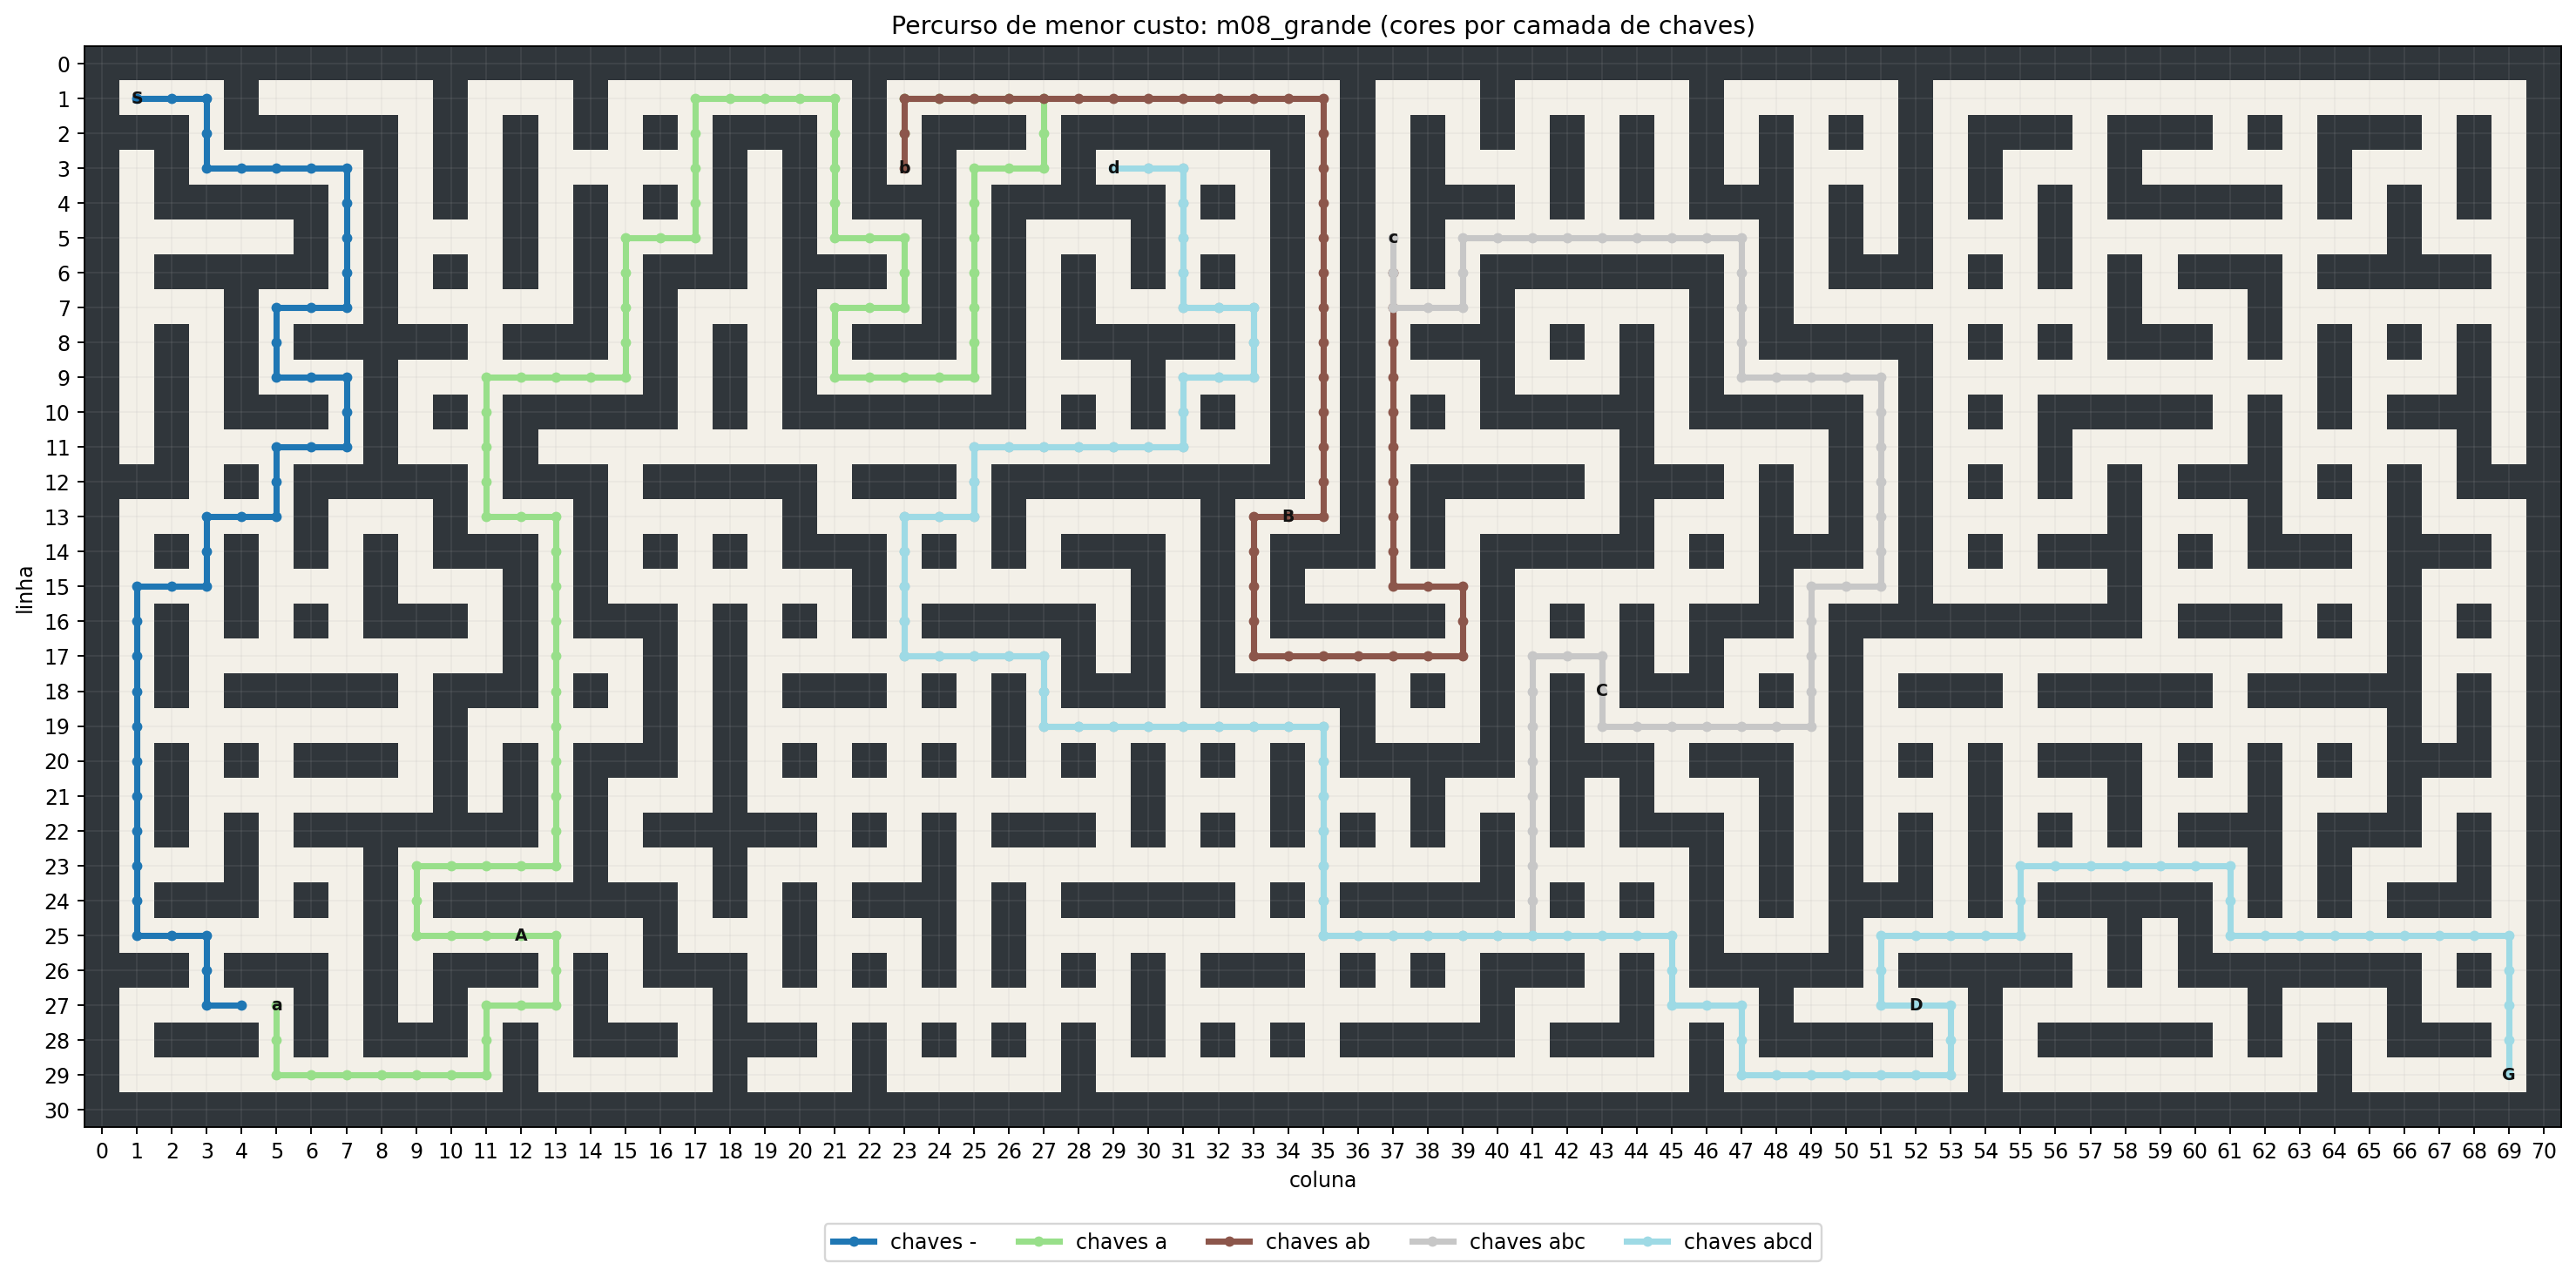 Percurso de menor custo: m08_grande (cores por camada de chaves)
linha
0
1
2
3
4
5
6
7
8
9
10
11
12
13
14
15
16
17
18
19
20
21
22
23
24
25
26
27
28
29
30
S
b
d
c
B
C
A
a
D
G
0 1 2 3 4 5 6 7 8 9 10 11 12 13 14 15 16 17 18 19 20 21 22 23 24 25 26 27 28 29 30 31 32 33 34 35 36 37 38 39 40 41 42 43 44 45 46 47 48 49 50 51 52 53 54 55 56 57 58 59 60 61 62 63 64 65 66 67 68 69 70
coluna
chaves - chaves a chaves ab chaves abc chaves abcd